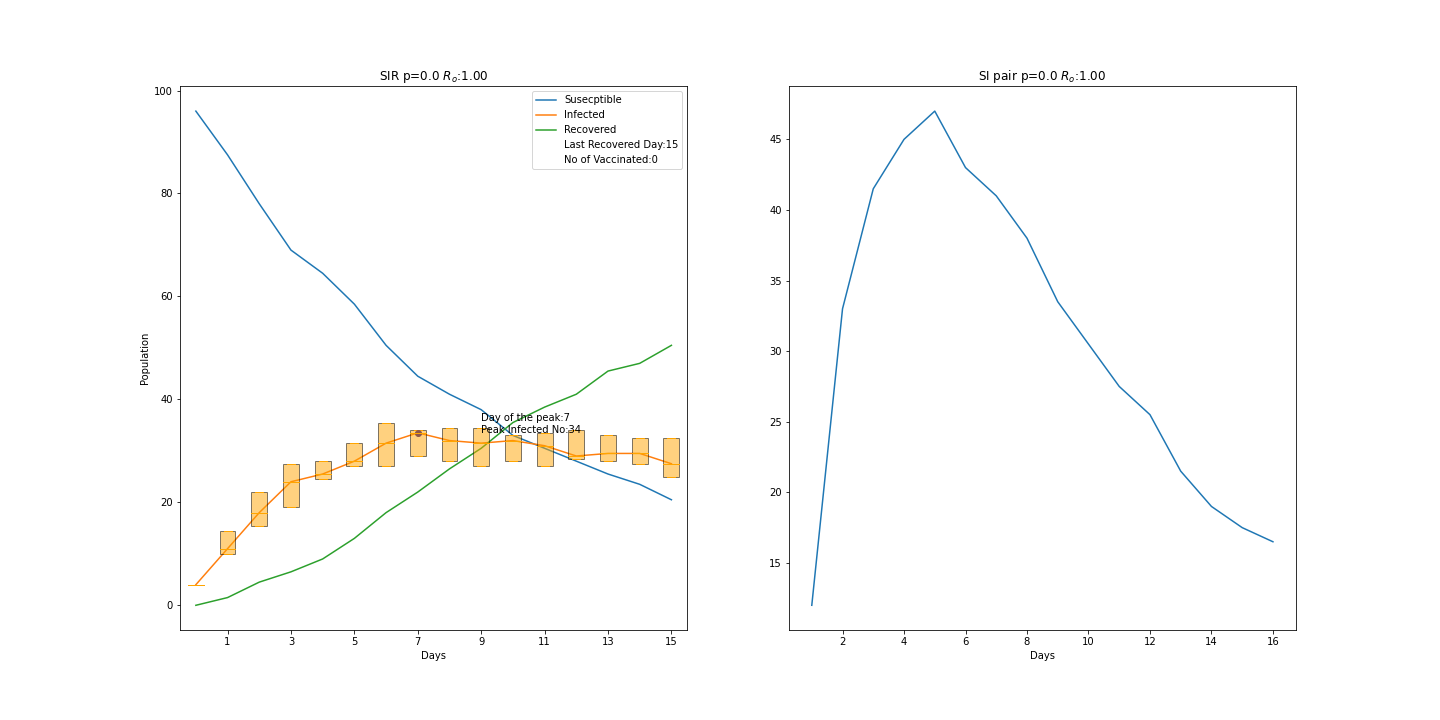 SIR p=0.0 Rₒ:1.00
100
80
60
40
20
0
Population
Susecptible
Infected
Recovered
Last Recovered Day:15
No of Vaccinated:0
Day of the peak:7
Peak Infected No:34
1 3 5 7 9 11 13 15
Days
SI pair p=0.0 Rₒ:1.00
45
40
35
30
25
20
15
2 4 6 8 10 12 14 16
Days